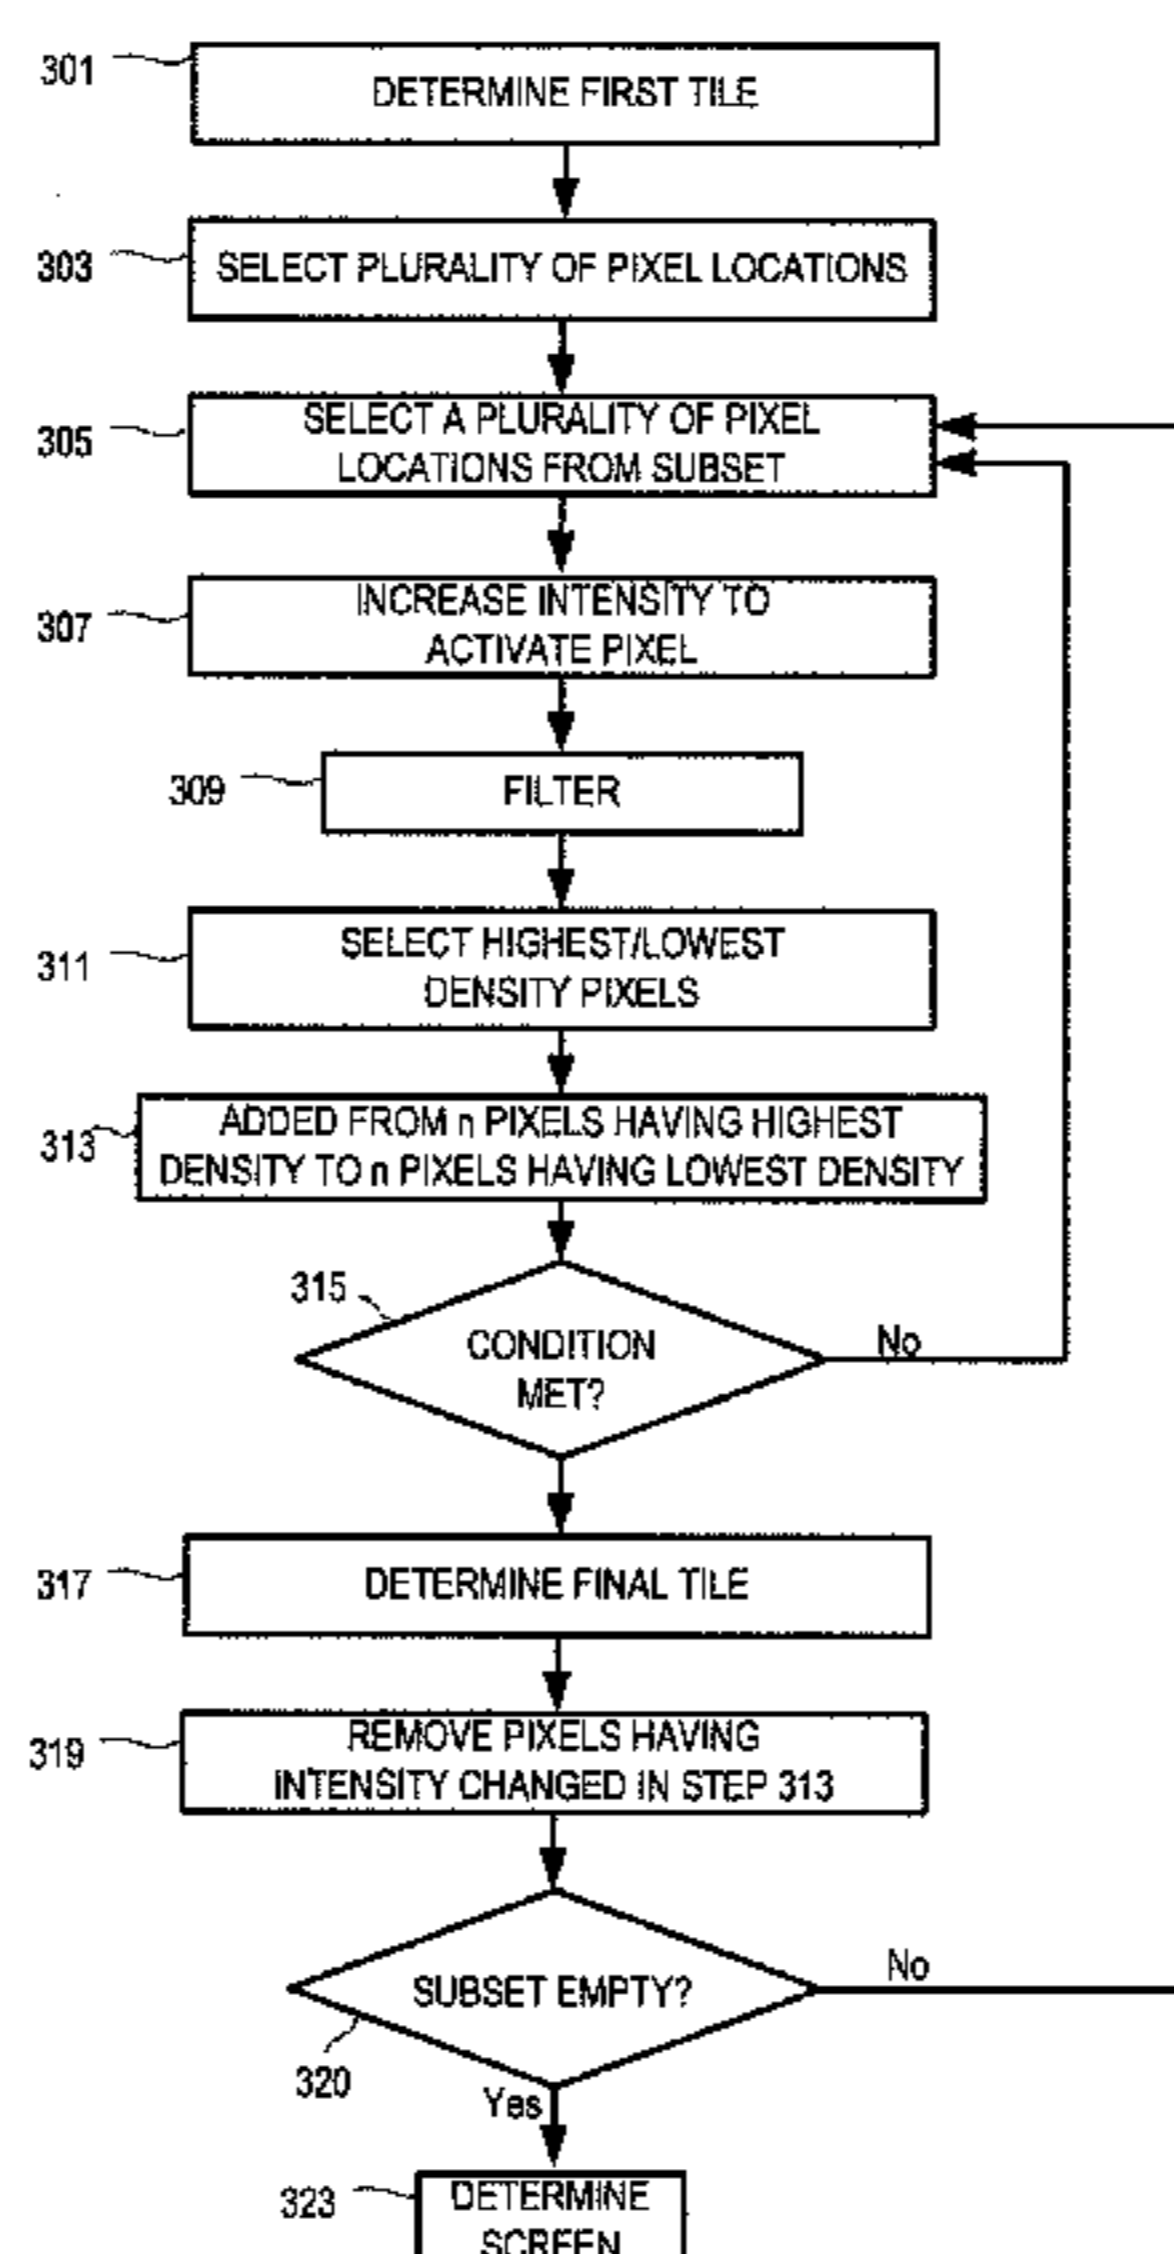 301
DETERMINE FIRST TILE
303
SELECT PLURALITY OF PIXEL LOCATIONS
305
SELECT A PLURALITY OF PIXEL
LOCATIONS FROM SUBSET
307
INCREASE INTENSITY TO
ACTIVATE PIXEL
309
FILTER
311
SELECT HIGHEST/LOWEST
DENSITY PIXELS
313
ADDED FROM n PIXELS HAVING HIGHEST
DENSITY TO n PIXELS HAVING LOWEST DENSITY
315
CONDITION
MET?
No
317
DETERMINE FINAL TILE
319
REMOVE PIXELS HAVING
INTENSITY CHANGED IN STEP 313
SUBSET EMPTY?
No
320
Yes
323
DETERMINE
SCREEN